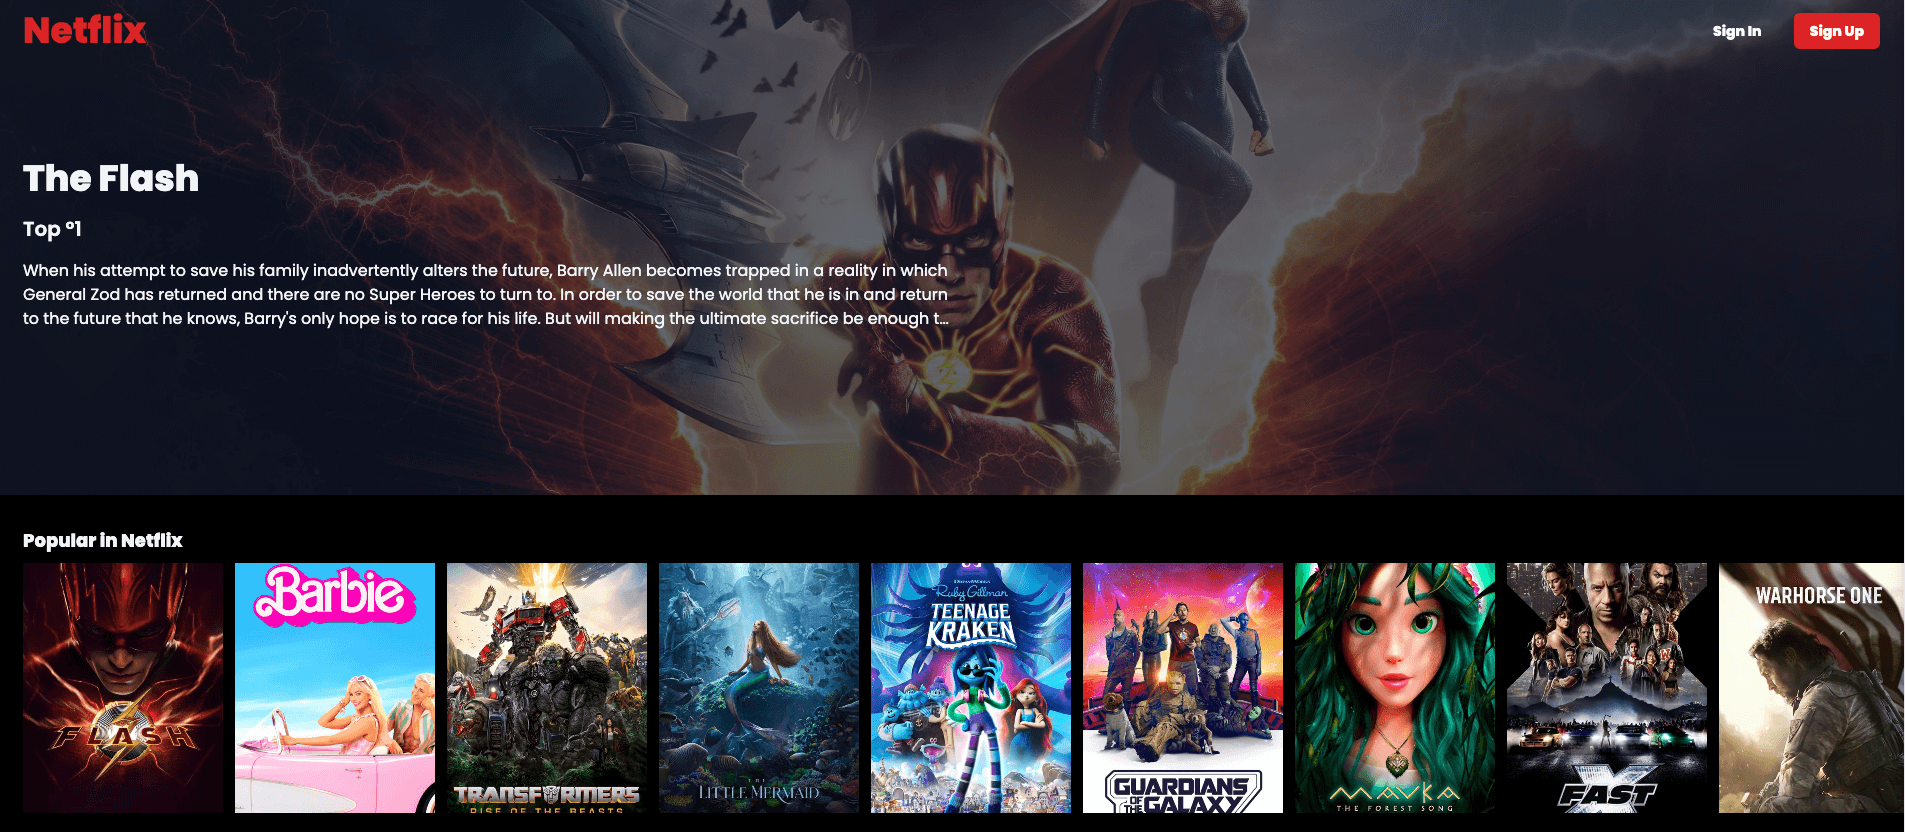 Netflix
Sign In
Sign Up
The Flash
Top °1
When his attempt to save his family inadvertently alters the future, Barry Allen becomes trapped in a reality in which
General Zod has returned and there are no Super Heroes to turn to. In order to save the world that he is in and return
to the future that he knows, Barry's only hope is to race for his life. But will making the ultimate sacrifice be enough t...
Popular in Netflix
FLASH
Barbie
TRANSFORMERS
RISE OF THE BEASTS
THE
LITTLE MERMAID
DREAMWORKS
Ruby Gillman
TEENAGE
KRAKEN
GUARDIANS
OF THE GALAXY
MAVKA
THE FOREST SONG
FAST X
WARHORSE ONE